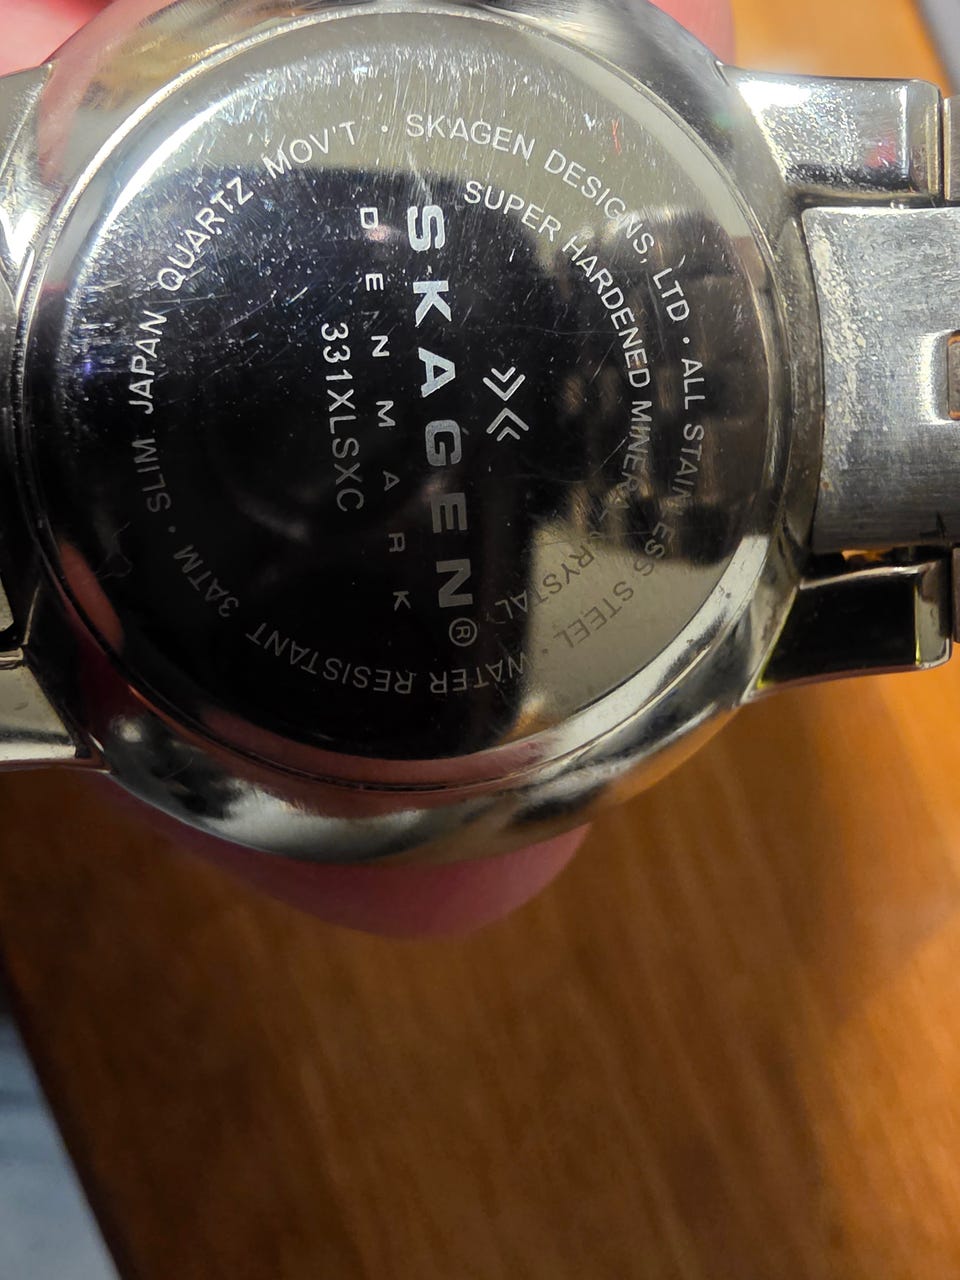 SKAGEN DESIGNS, LTD · ALL STAINLESS STEEL · WATER RESISTANT 3ATM · SLIM JAPAN QUARTZ MOV'T ·
SUPER HARDENED MINERAL CRYSTAL
SKAGEN®
DENMARK
331XLSXC